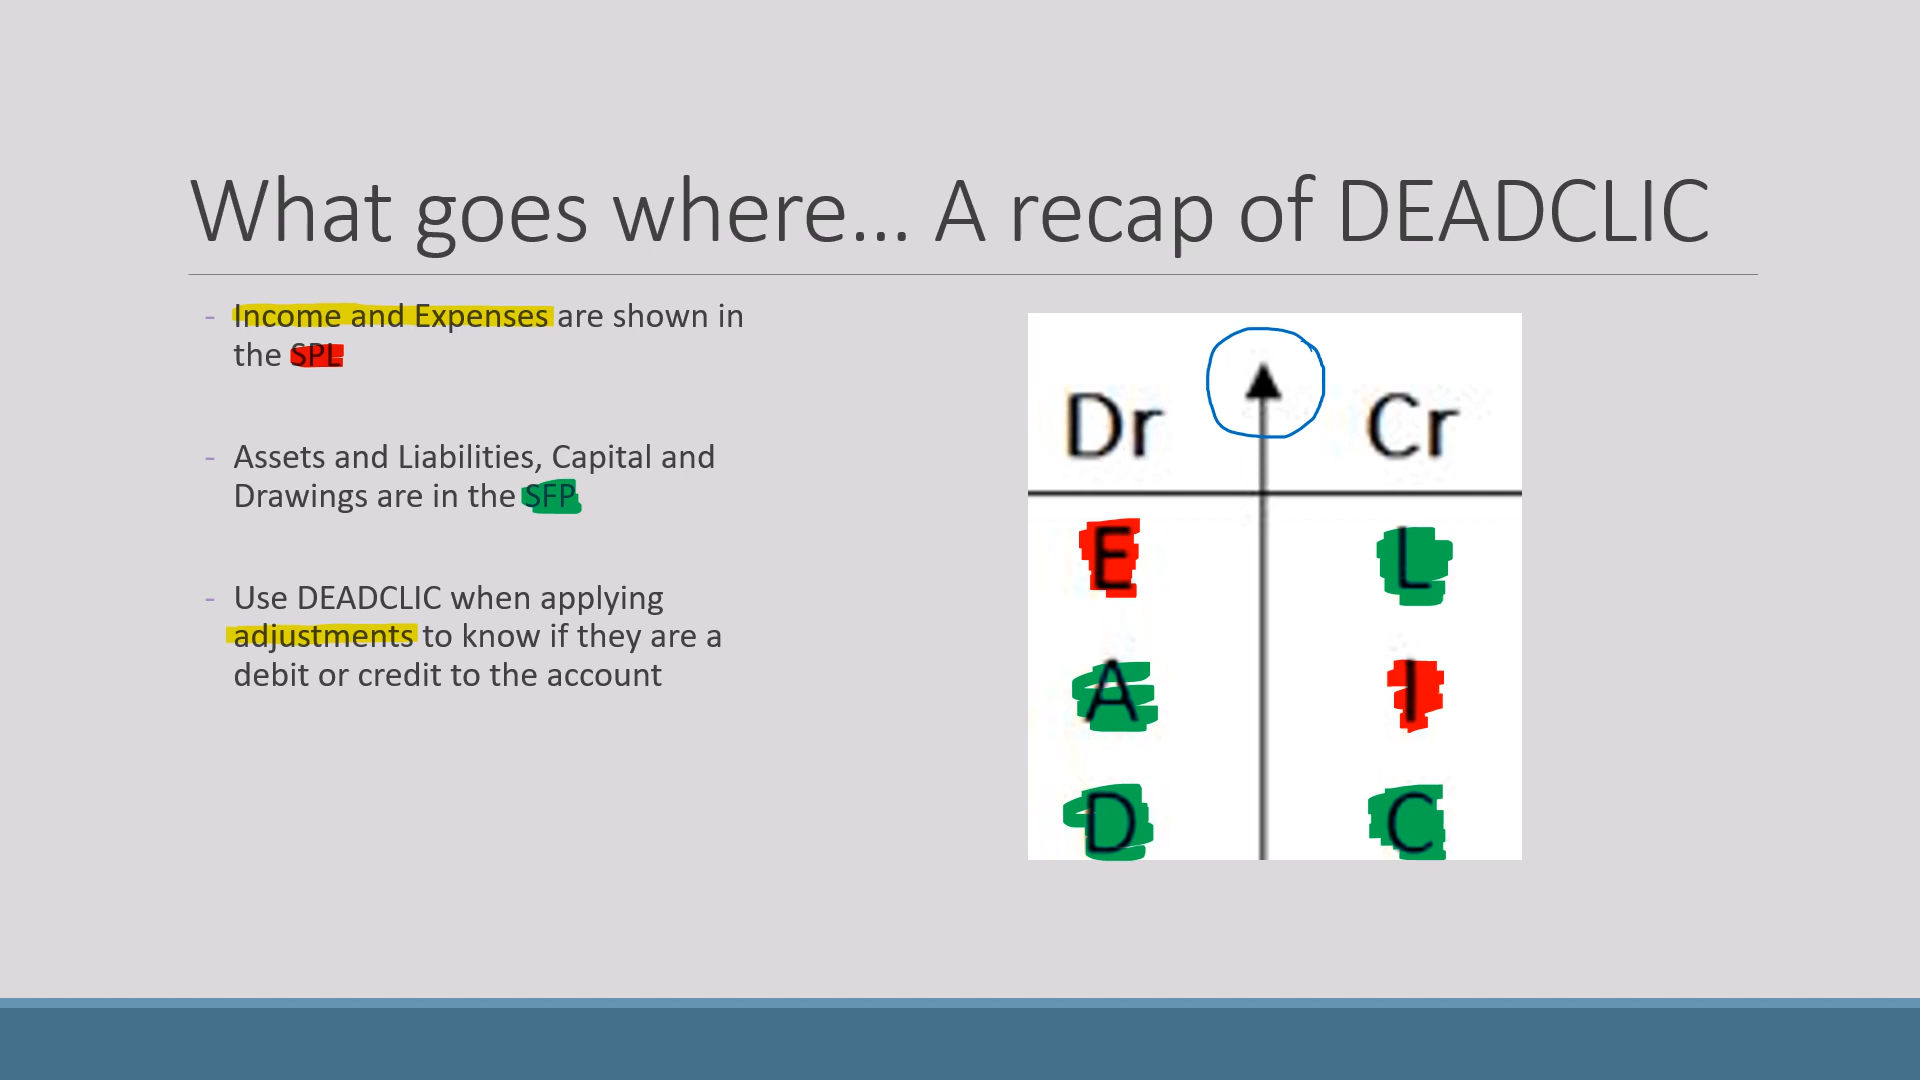 What goes where... A recap of DEADCLIC
- Income and Expenses are shown in
the SPL
- Assets and Liabilities, Capital and
Drawings are in the SFP
- Use DEADCLIC when applying
adjustments to know if they are a
debit or credit to the account
Dr Cr
E L
A I
D C